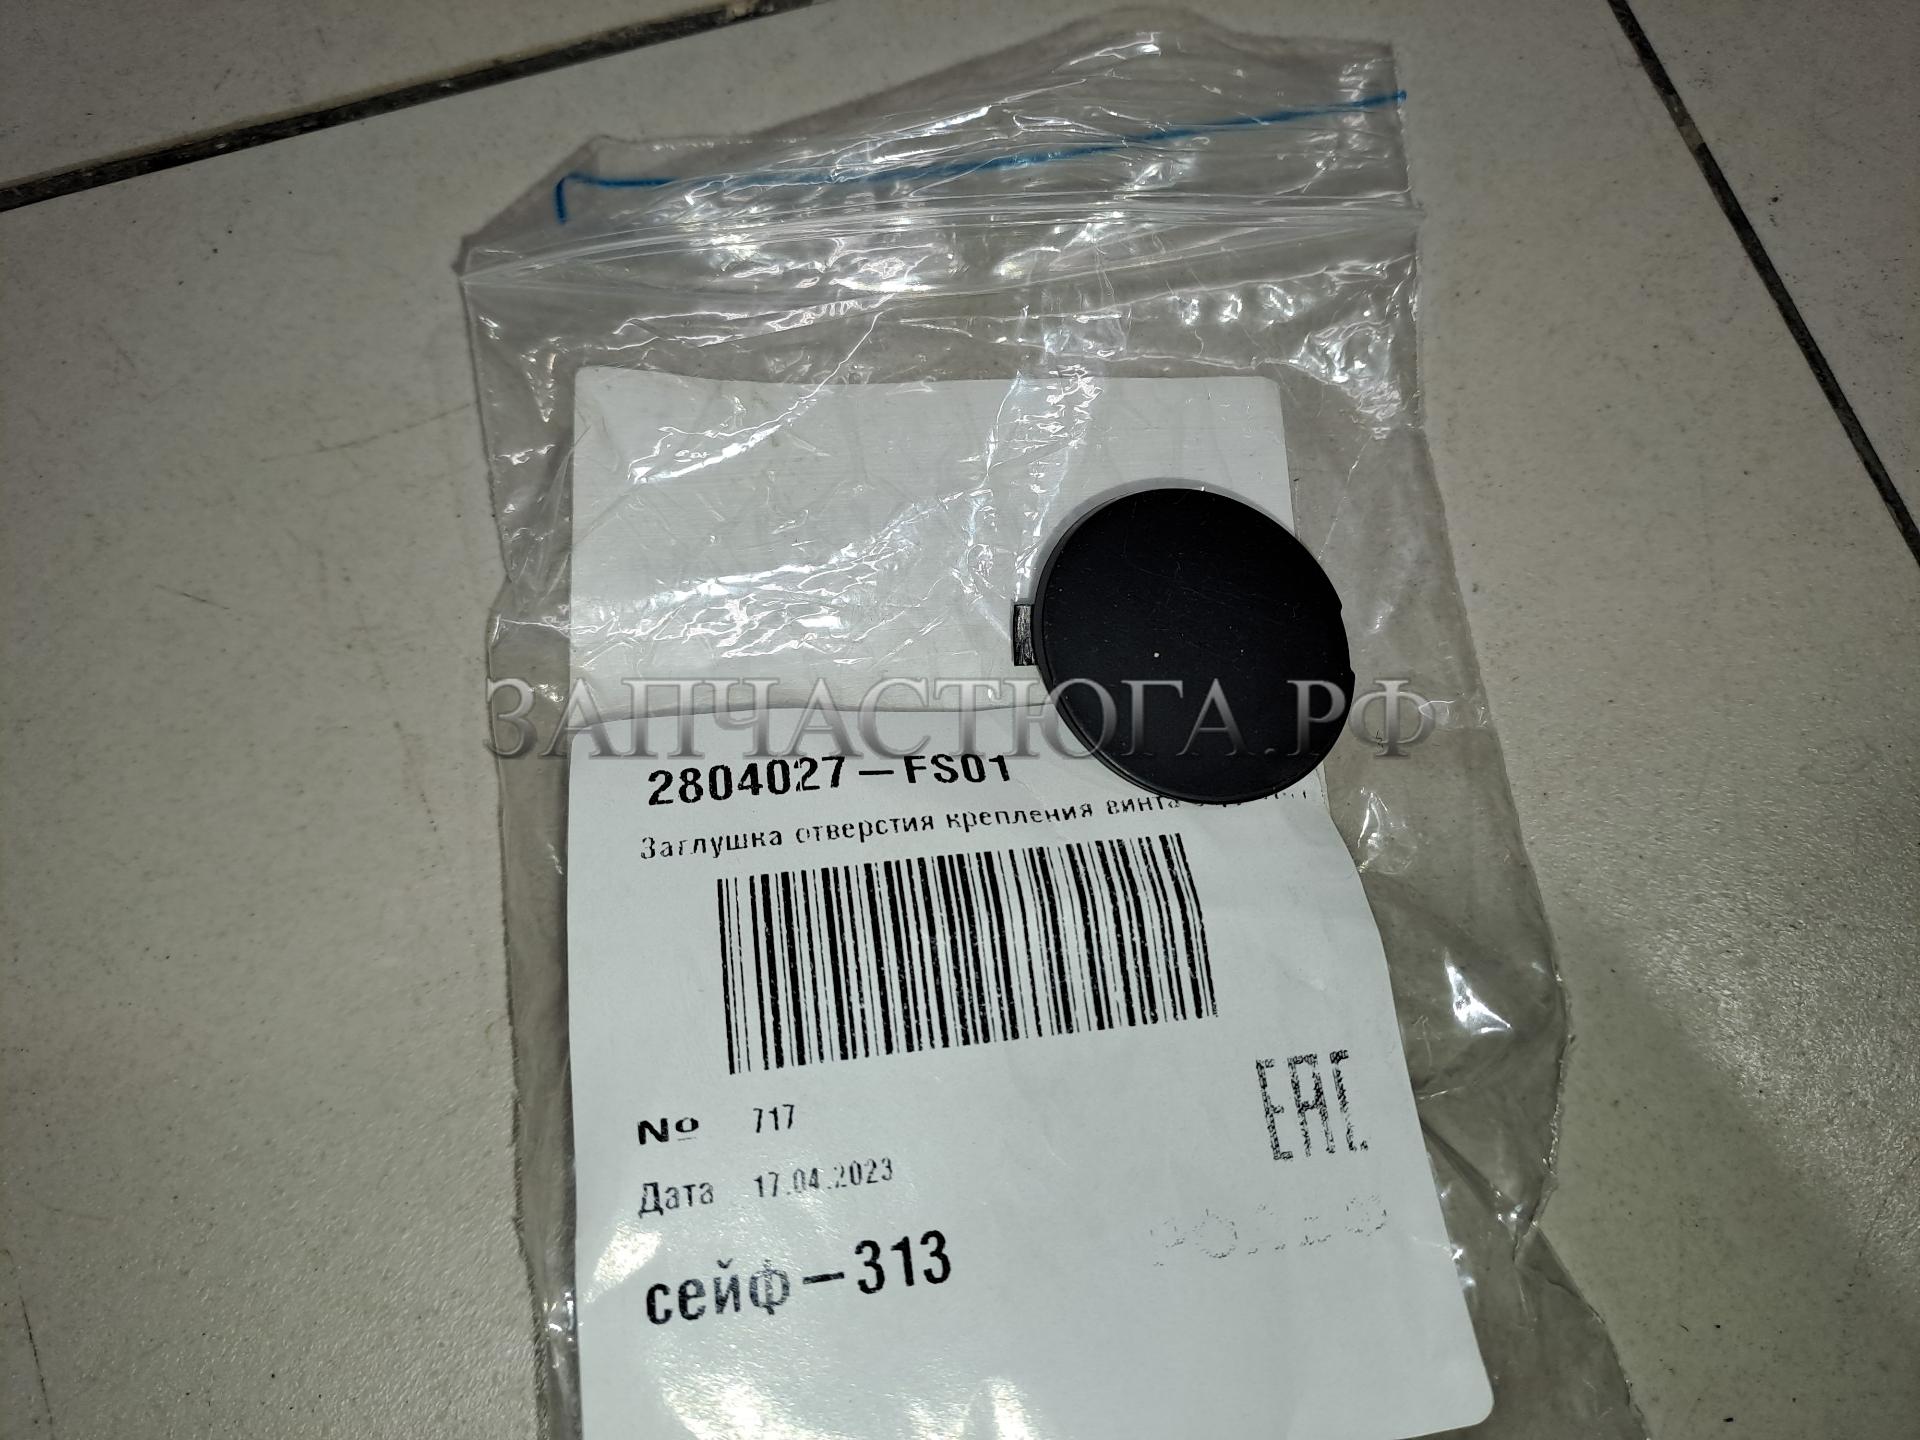 ЗАПЧАСТЮГА.РФ
2804027-FS01
Заглушка отверстия крепления винта
№ 717
Дата 17.04.2023
сейф-313
EAC